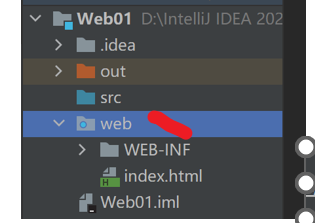 Web01 D:\IntelliJ IDEA 202
.idea
out
src
web
WEB-INF
index.html
Web01.iml